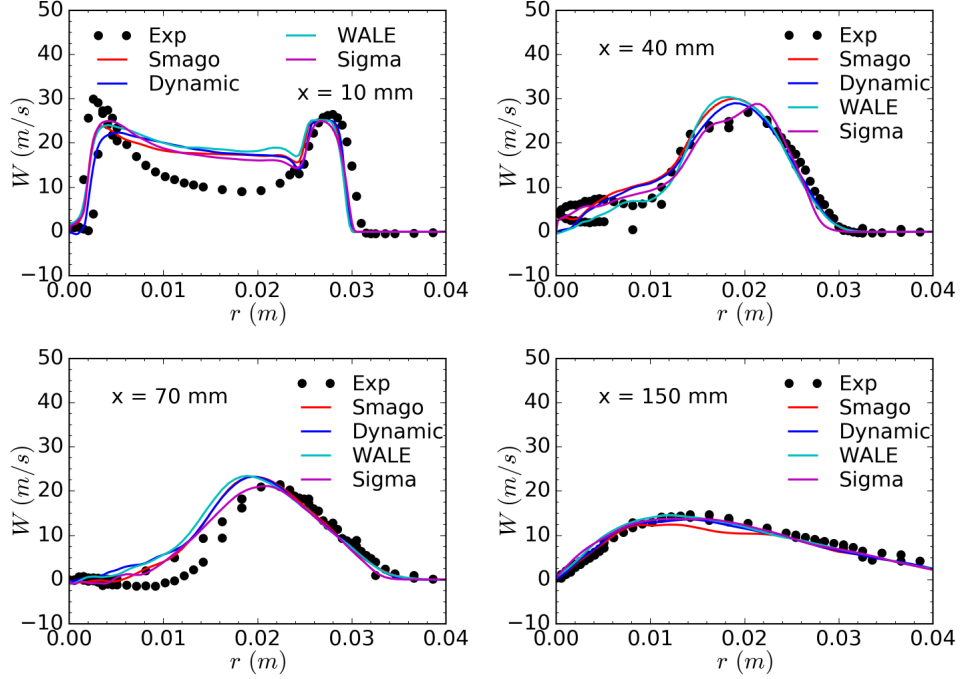 50
40
30
20
10
0
−10
W (m/s)
Exp
Smago
Dynamic
WALE
Sigma
x = 10 mm
0.00 0.01 0.02 0.03 0.04
r (m)
50
40
30
20
10
0
−10
W (m/s)
x = 40 mm
Exp
Smago
Dynamic
WALE
Sigma
0.00 0.01 0.02 0.03 0.04
r (m)
50
40
30
20
10
0
−10
W (m/s)
x = 70 mm
Exp
Smago
Dynamic
WALE
Sigma
0.00 0.01 0.02 0.03 0.04
r (m)
50
40
30
20
10
0
−10
W (m/s)
x = 150 mm
Exp
Smago
Dynamic
WALE
Sigma
0.00 0.01 0.02 0.03 0.04
r (m)